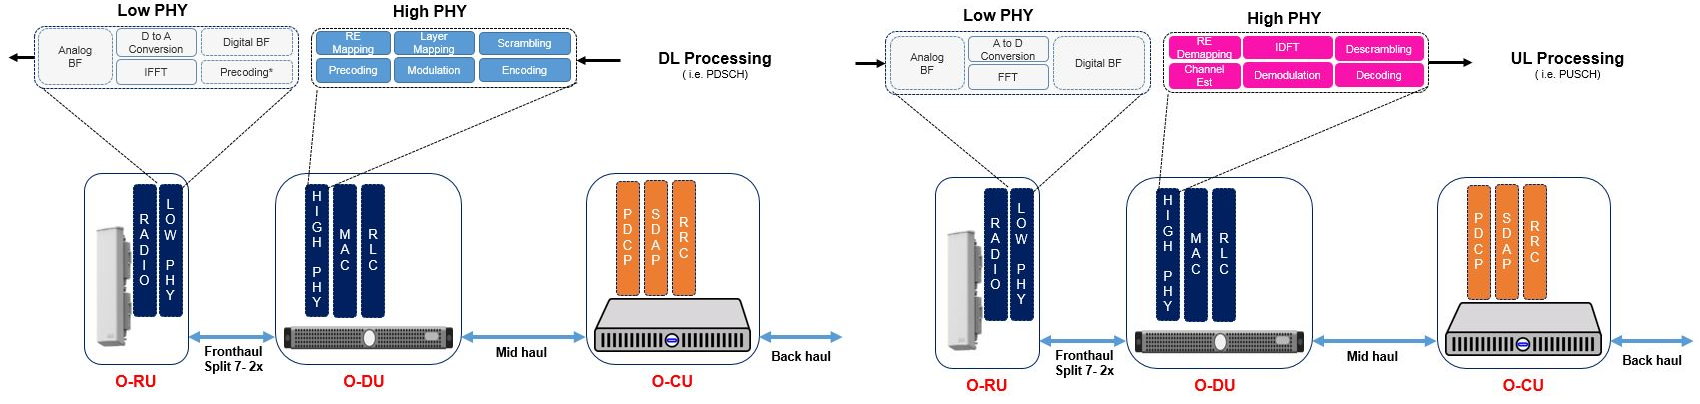 Low PHY
High PHY
Analog
BF
D to A
Conversion
Digital BF
IFFT
Precoding*
RE
Mapping
Layer
Mapping
Scrambling
Precoding
Modulation
Encoding
DL Processing
( i.e. PDSCH)
RADIO
LOW PHY
HIGH PHY
MAC
RLC
PDCP
SDAP
RRC
Fronthaul
Split 7- 2x
Mid haul
Back haul
O-RU
O-DU
O-CU
Low PHY
High PHY
Analog
BF
A to D
Conversion
FFT
Digital BF
RE
Demapping
IDFT
Descrambling
Channel
Est
Demodulation
Decoding
UL Processing
( i.e. PUSCH)
RADIO
LOW PHY
HIGH PHY
MAC
RLC
PDCP
SDAP
RRC
Fronthaul
Split 7- 2x
Mid haul
Back haul
O-RU
O-DU
O-CU